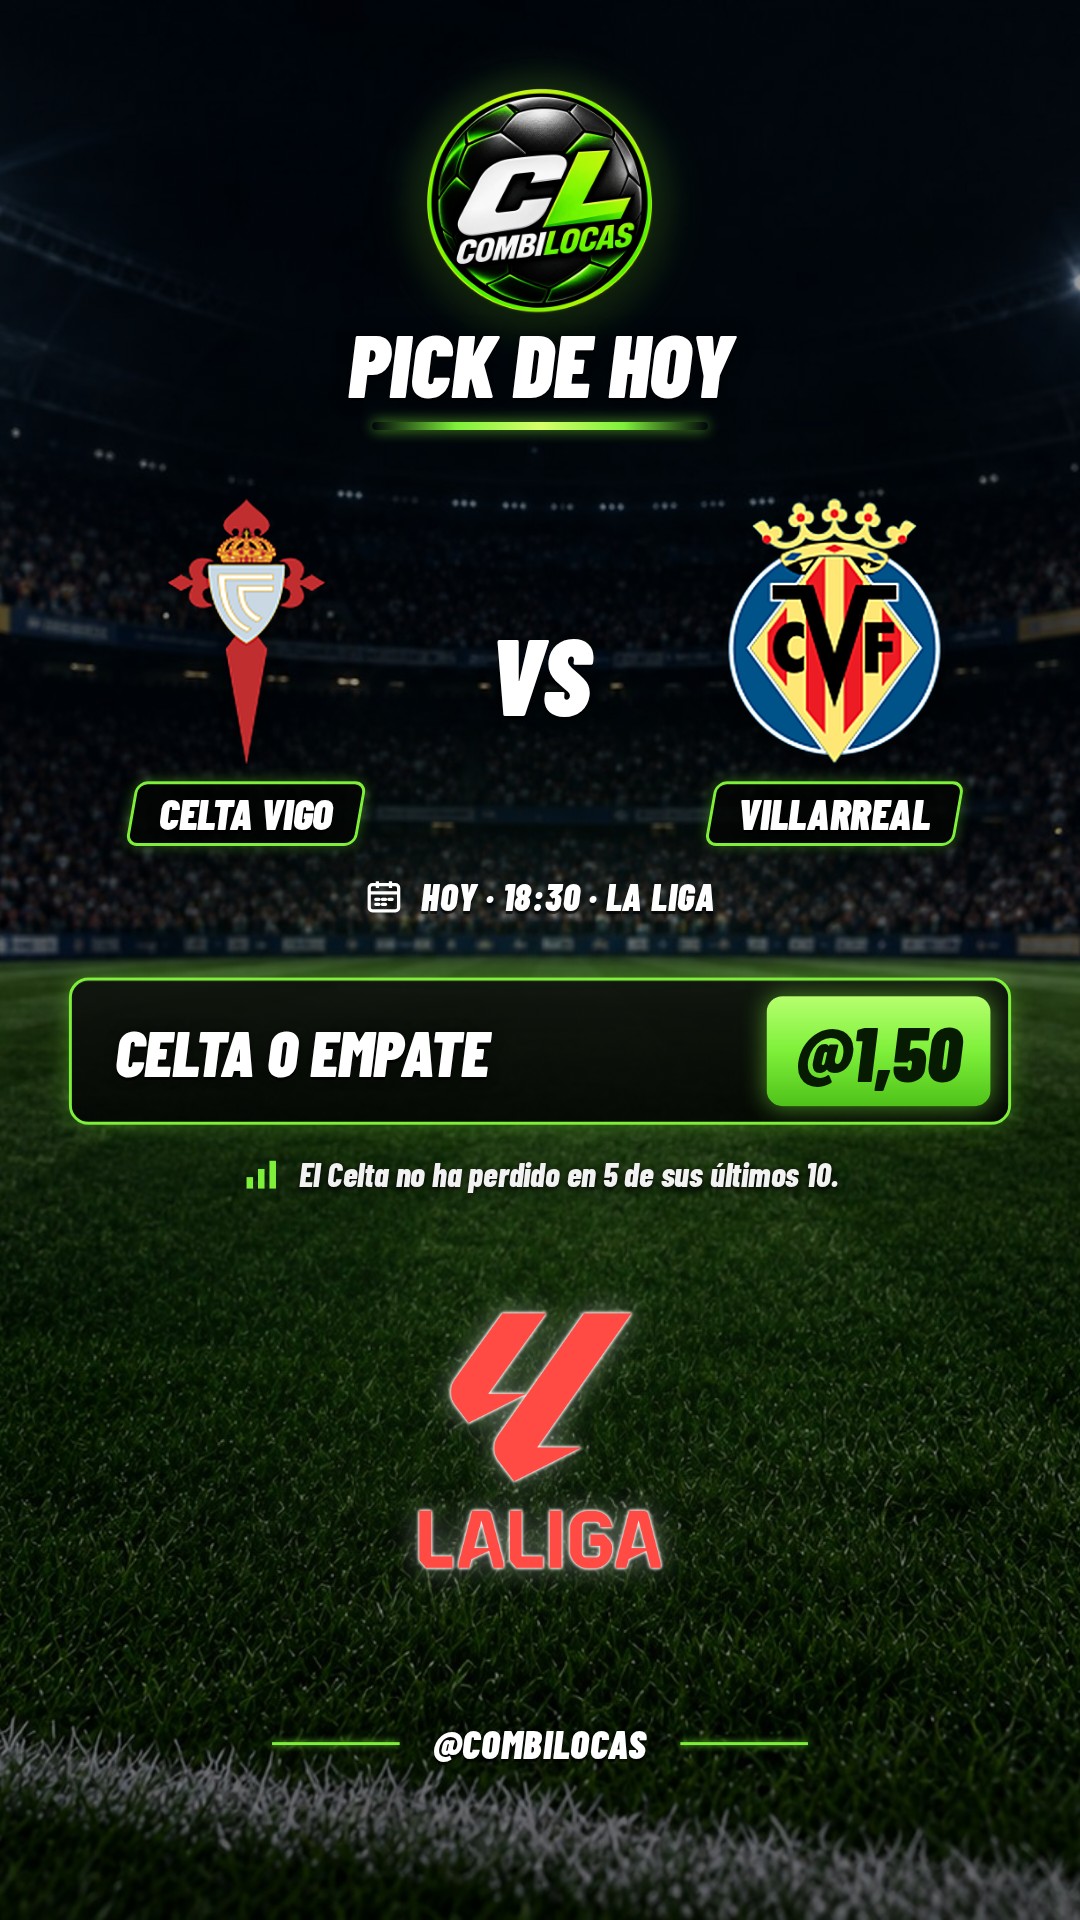 CL
COMBILOCAS
PICK DE HOY
CVF
VS
CELTA VIGO
VILLARREAL
HOY · 18:30 · LA LIGA
CELTA O EMPATE
@1,50
El Celta no ha perdido en 5 de sus últimos 10.
LALIGA
@COMBILOCAS